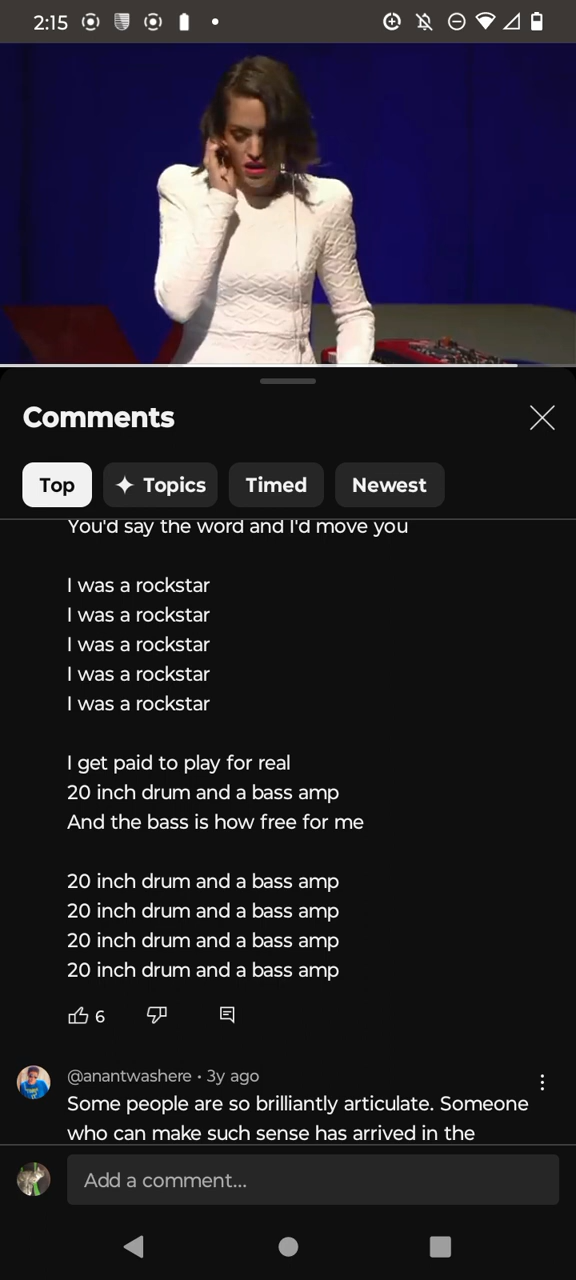 2:15
Comments
Top
Topics
Timed
Newest
You'd say the word and I'd move you
I was a rockstar
I was a rockstar
I was a rockstar
I was a rockstar
I was a rockstar
I get paid to play for real
20 inch drum and a bass amp
And the bass is how free for me
20 inch drum and a bass amp
20 inch drum and a bass amp
20 inch drum and a bass amp
20 inch drum and a bass amp
6
@anantwashere • 3y ago
Some people are so brilliantly articulate. Someone
who can make such sense has arrived in the
Add a comment...